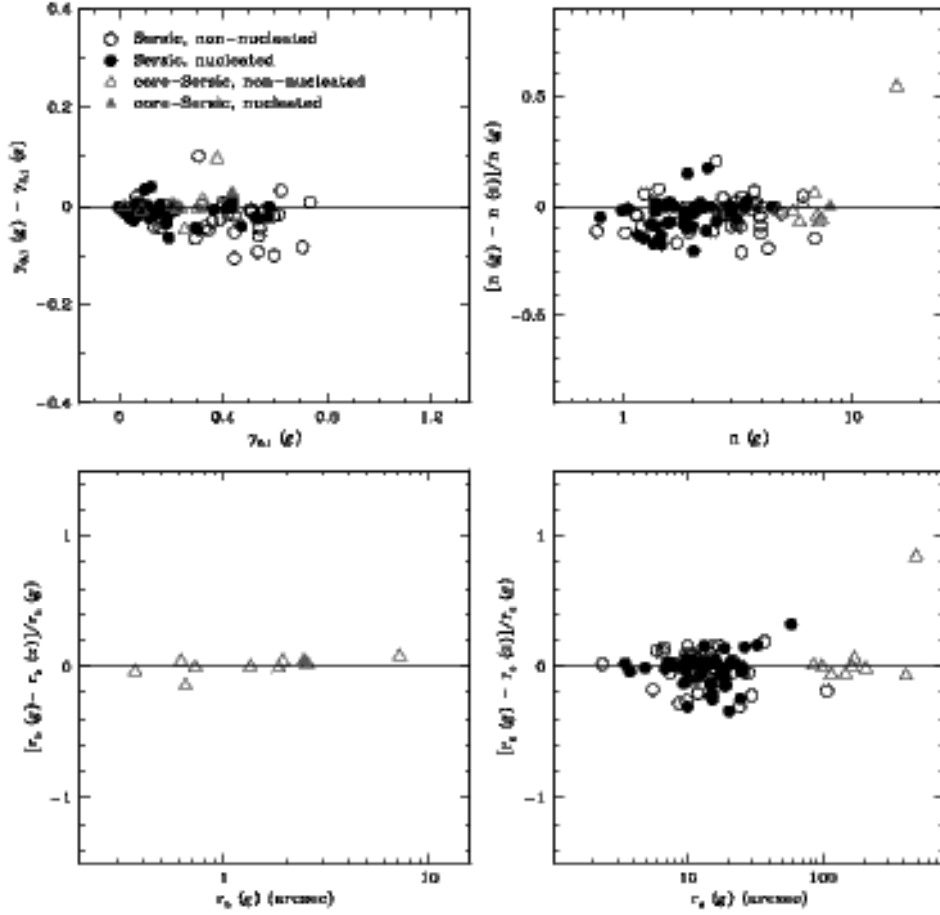 0.4
0.2
0
-0.2
-0.4
Sersic, non-nucleated
Sersic, nucleated
core-Sersic, non-nucleated
core-Sersic, nucleated
γ0.1 (g) - γ0.1 (z)
0 0.4 0.8 1.2
γ0.1 (g)
0.5
0
-0.5
[n (g) - n (z)]/n (g)
1 10
n (g)
1
0
-1
[r_b (g) - r_b (z)]/r_b (g)
1 10
r_b (g) (arcsec)
1
0
-1
[r_e (g) - r_e (z)]/r_e (g)
10 100
r_e (g) (arcsec)